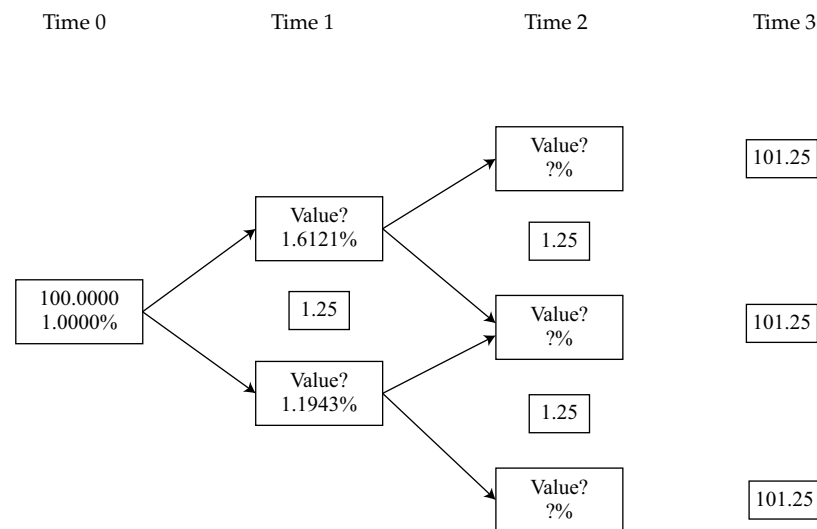 Time 0 Time 1 Time 2 Time 3
Value?
?%
101.25
Value?
1.6121%
1.25
100.0000
1.0000%
1.25
Value?
?%
101.25
Value?
1.1943%
1.25
Value?
?%
101.25